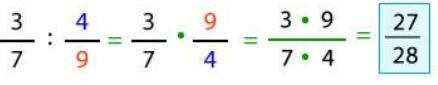 3/7 : 4/9 = 3/7 • 9/4 = 3 • 9 / 7 • 4 = 27/28